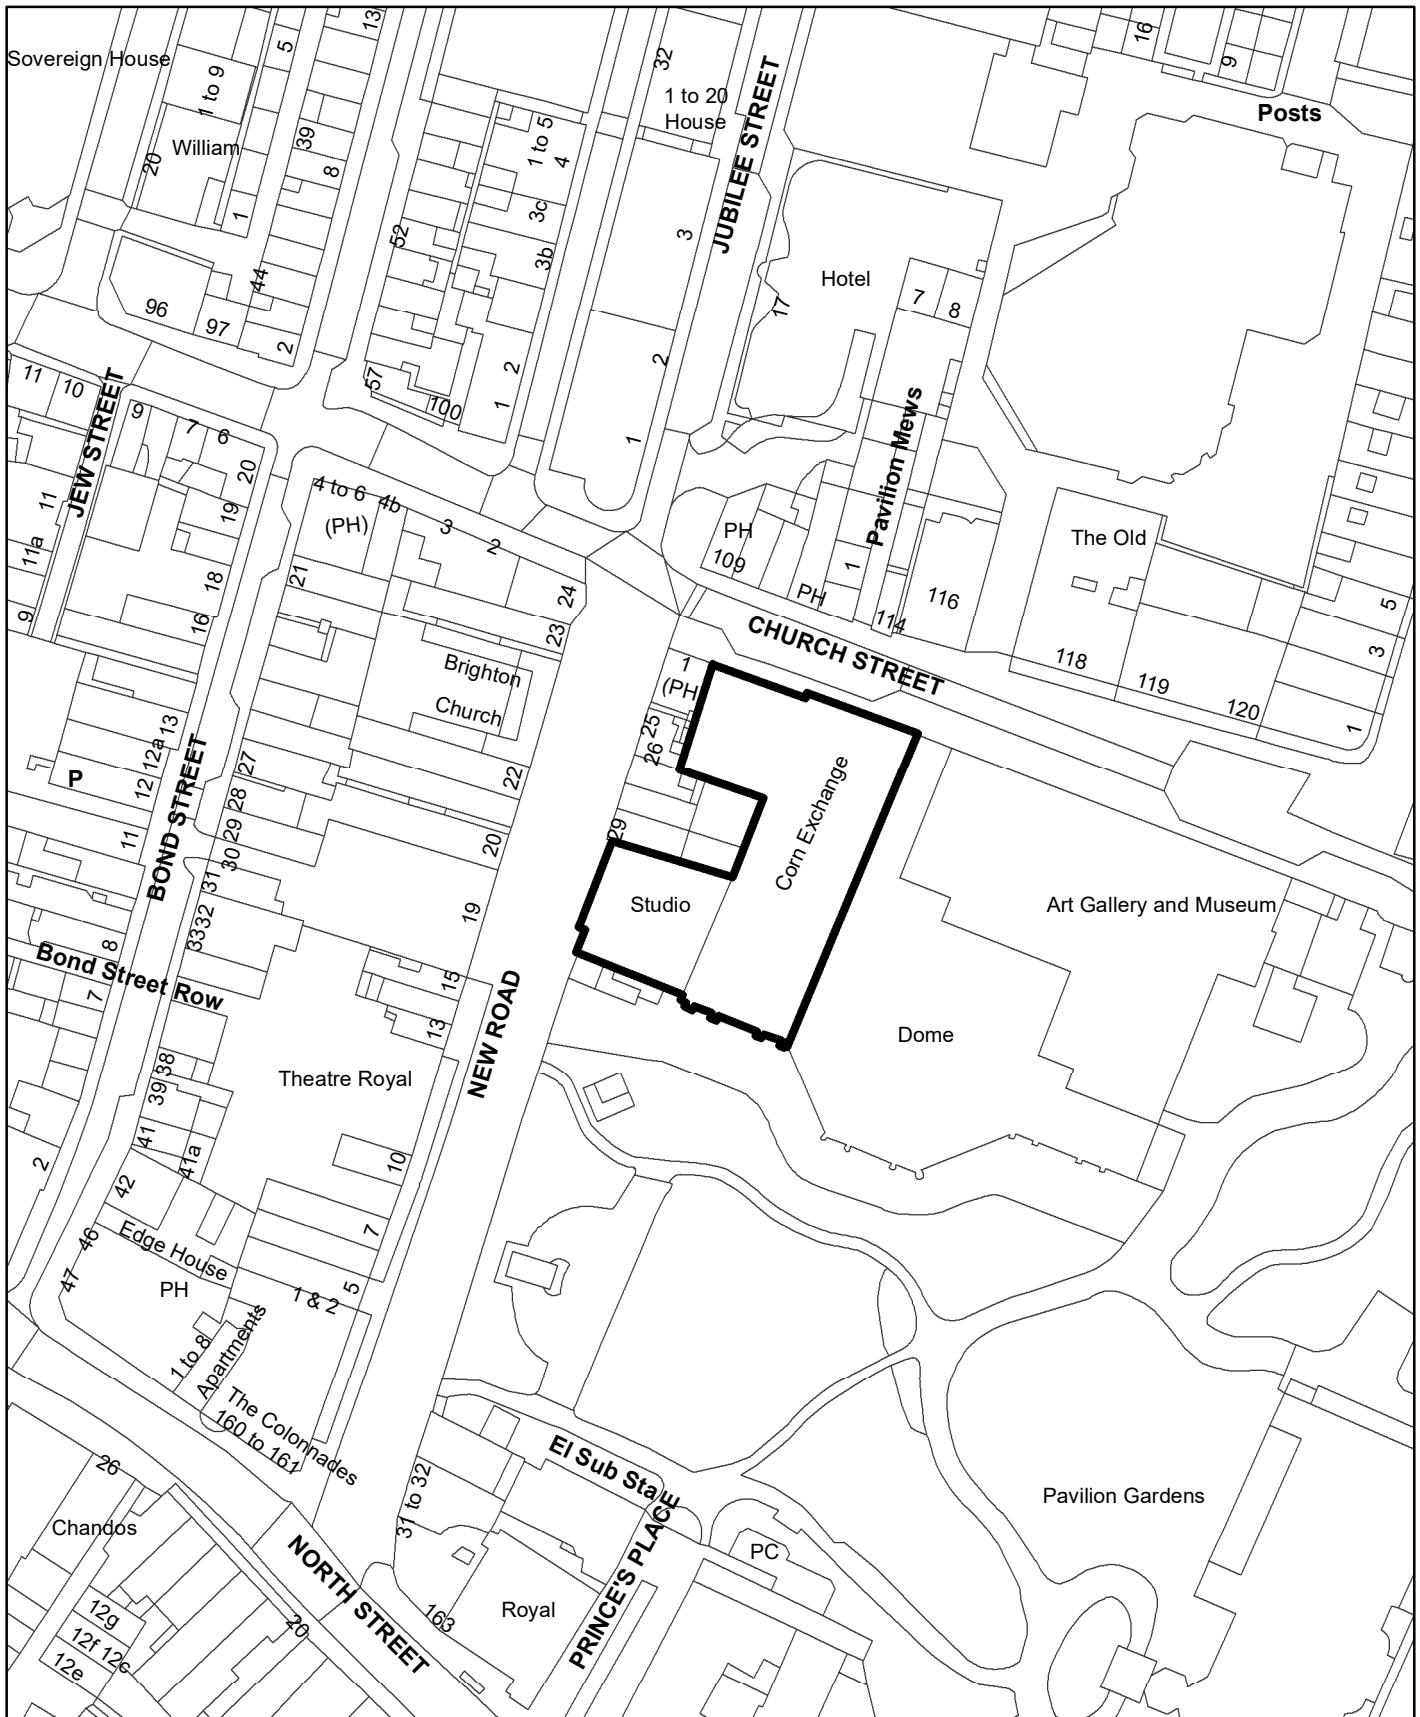 Sovereign House
1 to 9
5
13
32
1 to 20
House
JUBILEE STREET
16
9
Posts
William
20
39
8
1
1 to 5
4
3c
3b
52
3
44
96
97
2
Hotel
17
7
8
57
100
2
1
2
1
11
10
JEW STREET
9
7
6
20
11
11a
9
19
18
16
4 to 6
4b
(PH)
3
2
21
24
23
PH
109
PH
1
Pavilion Mews
114
116
The Old
118
119
120
5
3
1
CHURCH STREET
Brighton
Church
1
(PH
25
26
29
Corn Exchange
Studio
13
12a
12
11
P
BOND STREET
27
28
29
30
31
32
33
22
20
19
15
13
8
Bond Street Row
7
NEW ROAD
Art Gallery and Museum
Dome
38
39
41
41a
42
2
Theatre Royal
10
7
5
46
47
Edge House
PH
1 & 2
1 to 8
Apartments
The Colonnades
160 to 161
El Sub Sta
PRINCE'S PLACE
31 to 32
163
Royal
PC
Pavilion Gardens
NORTH STREET
26
Chandos
20
12g
12f
12c
12e